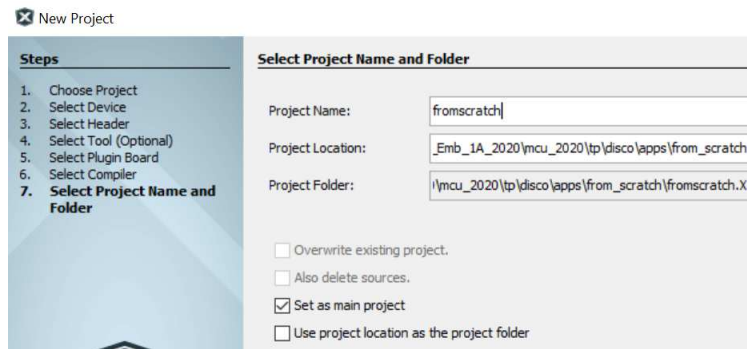 New Project
Steps
1. Choose Project
2. Select Device
3. Select Header
4. Select Tool (Optional)
5. Select Plugin Board
6. Select Compiler
7. Select Project Name and
Folder
Select Project Name and Folder
Project Name: fromscratch
Project Location: _Emb_1A_2020\mcu_2020\tp\disco\apps\from_scratch
Project Folder: \mcu_2020\tp\disco\apps\from_scratch\fromscratch.X
Overwrite existing project.
Also delete sources.
Set as main project
Use project location as the project folder